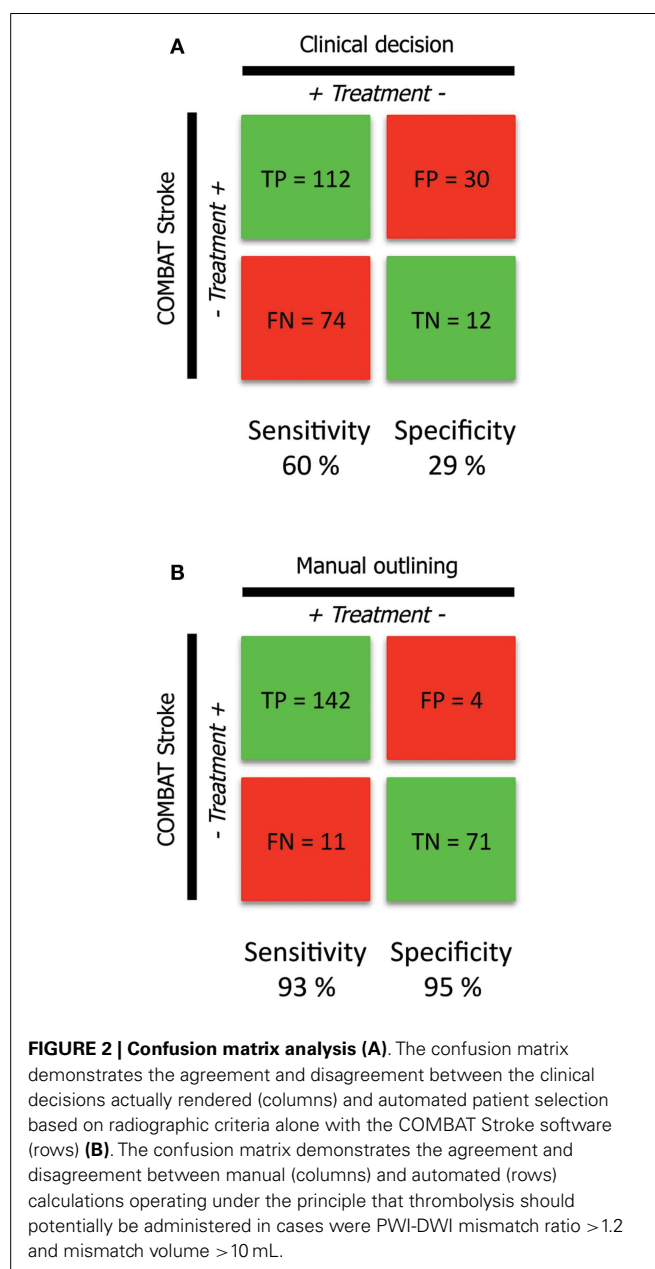 A
Clinical decision
+ Treatment -
COMBAT Stroke
- Treatment +
TP = 112
FP = 30
FN = 74
TN = 12
Sensitivity
60 %
Specificity
29 %
B
Manual outlining
+ Treatment -
COMBAT Stroke
- Treatment +
TP = 142
FP = 4
FN = 11
TN = 71
Sensitivity
93 %
Specificity
95 %
FIGURE 2 | Confusion matrix analysis (A). The confusion matrix
demonstrates the agreement and disagreement between the clinical
decisions actually rendered (columns) and automated patient selection
based on radiographic criteria alone with the COMBAT Stroke software
(rows) (B). The confusion matrix demonstrates the agreement and
disagreement between manual (columns) and automated (rows)
calculations operating under the principle that thrombolysis should
potentially be administered in cases were PWI-DWI mismatch ratio >1.2
and mismatch volume >10 mL.